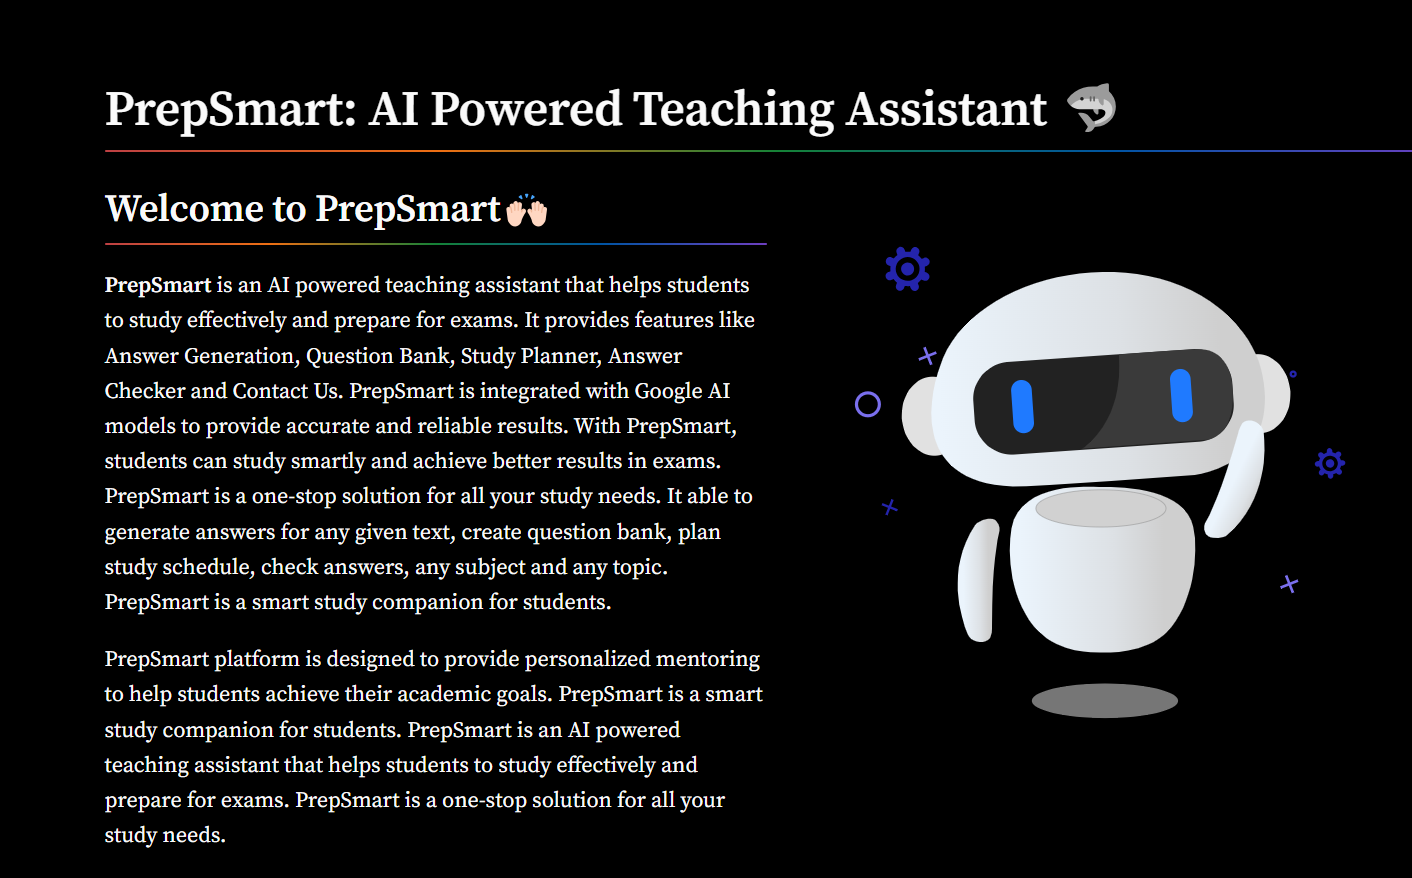 PrepSmart: AI Powered Teaching Assistant 🦈
Welcome to PrepSmart🙌🏻
PrepSmart is an AI powered teaching assistant that helps students
to study effectively and prepare for exams. It provides features like
Answer Generation, Question Bank, Study Planner, Answer
Checker and Contact Us. PrepSmart is integrated with Google AI
models to provide accurate and reliable results. With PrepSmart,
students can study smartly and achieve better results in exams.
PrepSmart is a one-stop solution for all your study needs. It able to
generate answers for any given text, create question bank, plan
study schedule, check answers, any subject and any topic.
PrepSmart is a smart study companion for students.
PrepSmart platform is designed to provide personalized mentoring
to help students achieve their academic goals. PrepSmart is a smart
study companion for students. PrepSmart is an AI powered
teaching assistant that helps students to study effectively and
prepare for exams. PrepSmart is a one-stop solution for all your
study needs.